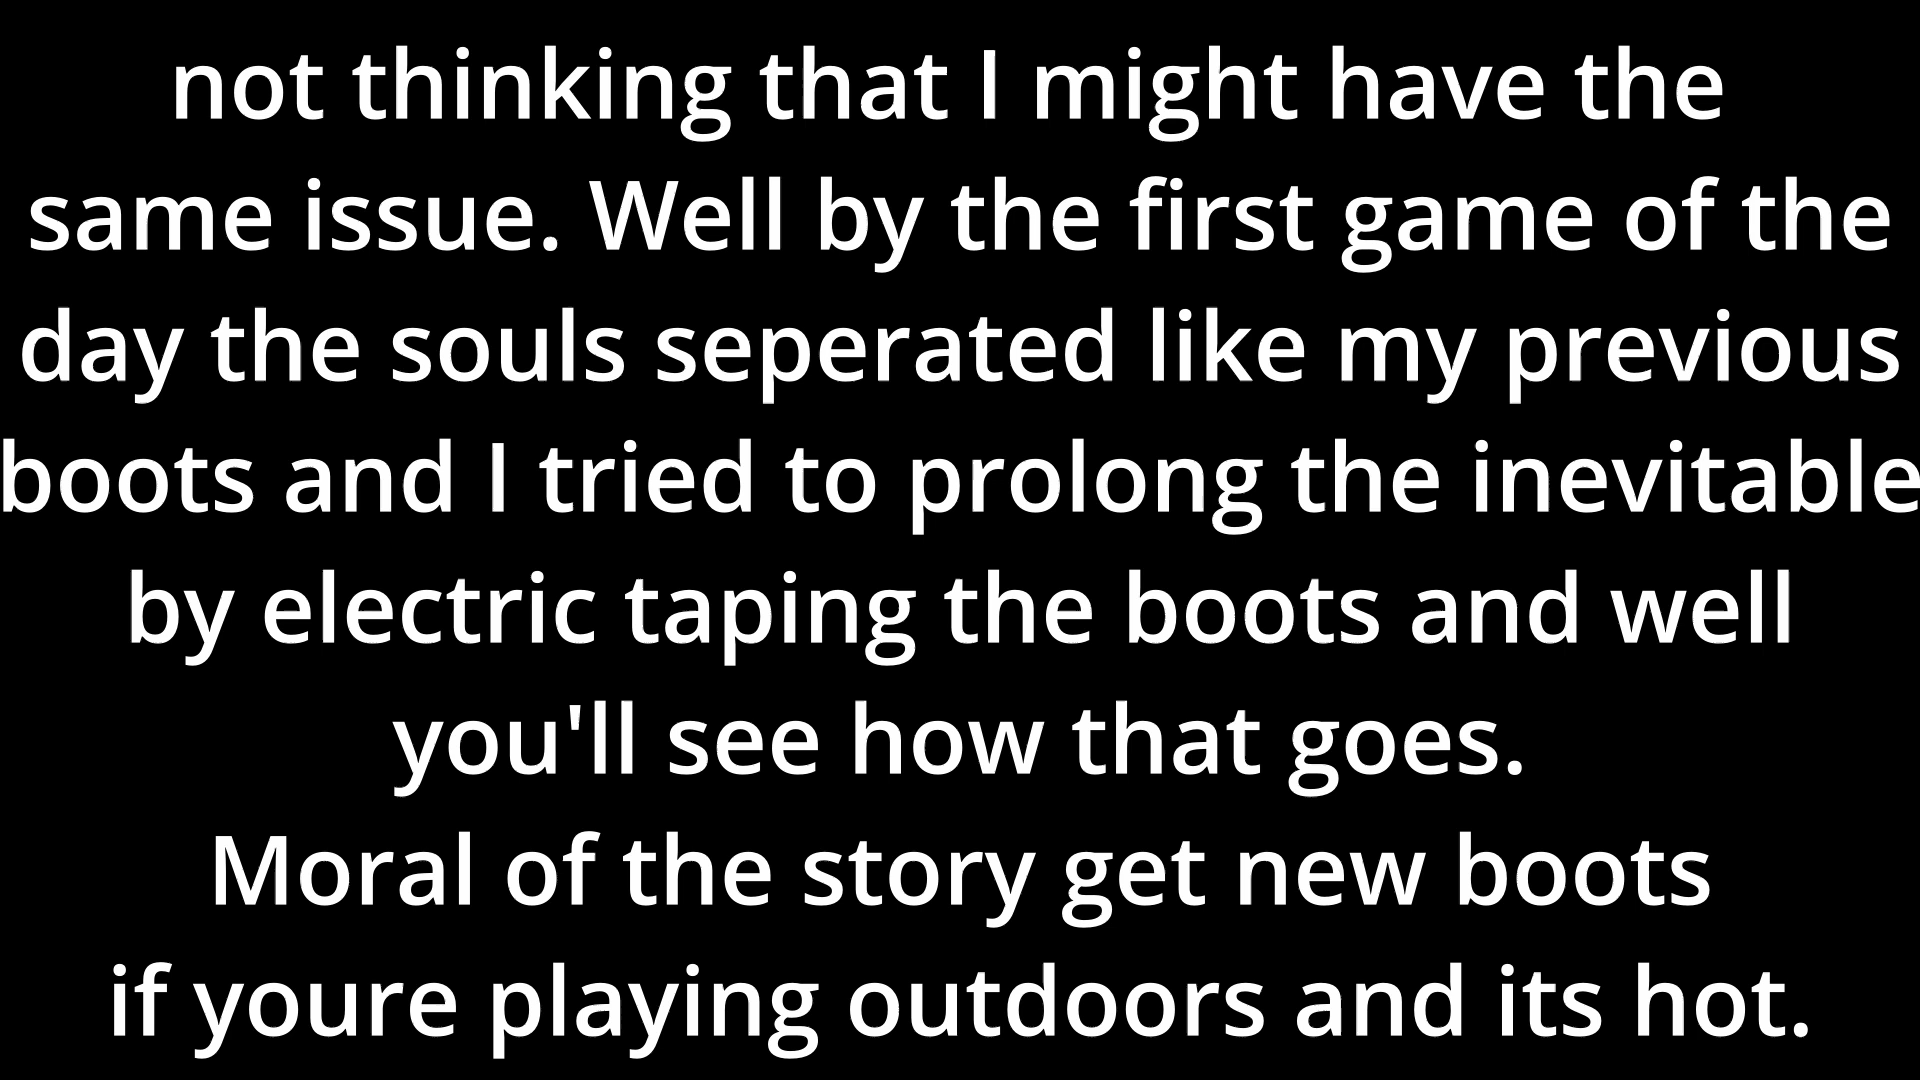 not thinking that I might have the
same issue. Well by the first game of the
day the souls seperated like my previous
boots and I tried to prolong the inevitable
by electric taping the boots and well
you'll see how that goes.
Moral of the story get new boots
if youre playing outdoors and its hot.